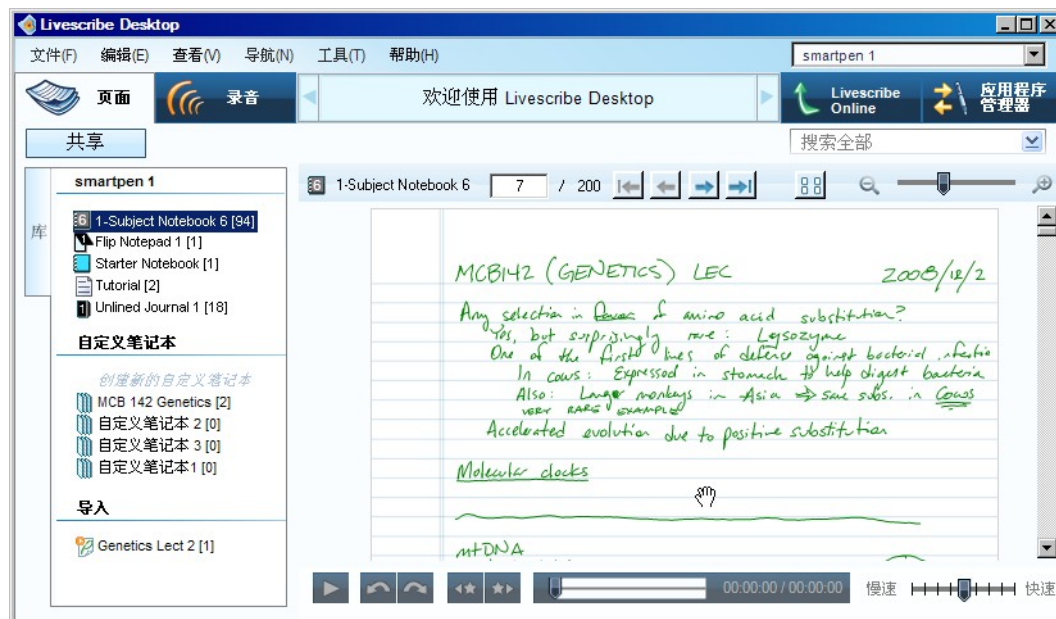 Livescribe Desktop
文件(F) 编辑(E) 查看(V) 导航(N) 工具(T) 帮助(H) smartpen 1
页面 录音 欢迎使用 Livescribe Desktop Livescribe Online 应用程序管理器
共享 搜索全部
库
smartpen 1
1-Subject Notebook 6 [94]
Flip Notepad 1 [1]
Starter Notebook [1]
Tutorial [2]
Unlined Journal 1 [18]
自定义笔记本
创建新的自定义笔记本
MCB 142 Genetics [2]
自定义笔记本 2 [0]
自定义笔记本 3 [0]
自定义笔记本1 [0]
导入
Genetics Lect 2 [1]
1-Subject Notebook 6 7 / 200
MCB142 (GENETICS) LEC 2008/12/2
Any selection in of amino acid substitution?
Yes, but surprisingly rare: Lysozyme
One of the first lines of defence against bacterial infectio
In cows: Expressed in stomach to help digest bacteria
Also: Langer monkeys in Asia ⇒ same subs. in Cows
VERY RARE EXAMPLE
Accelerated evolution due to positive substitution
Molecular clocks
mtDNA
00:00:00 / 00:00:00 慢速 快速